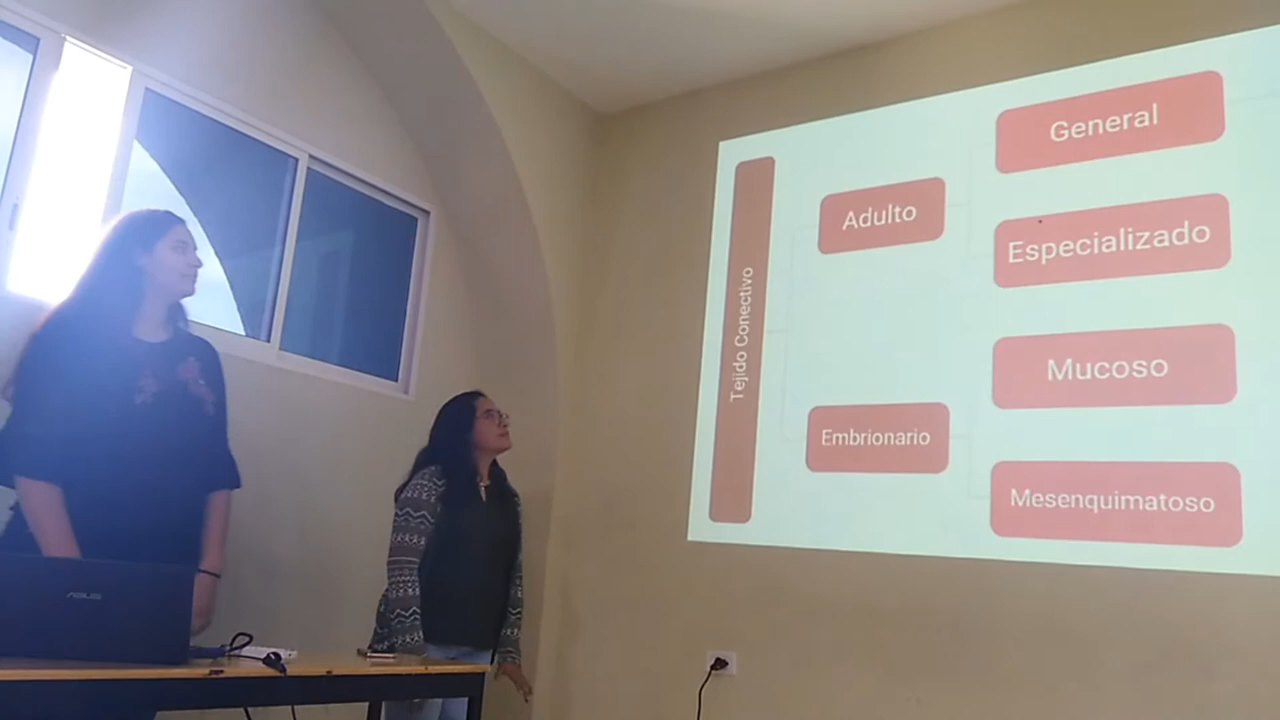 Tejido Conectivo
Adulto
General
Especializado
Embrionario
Mucoso
Mesenquimatoso
ASUS